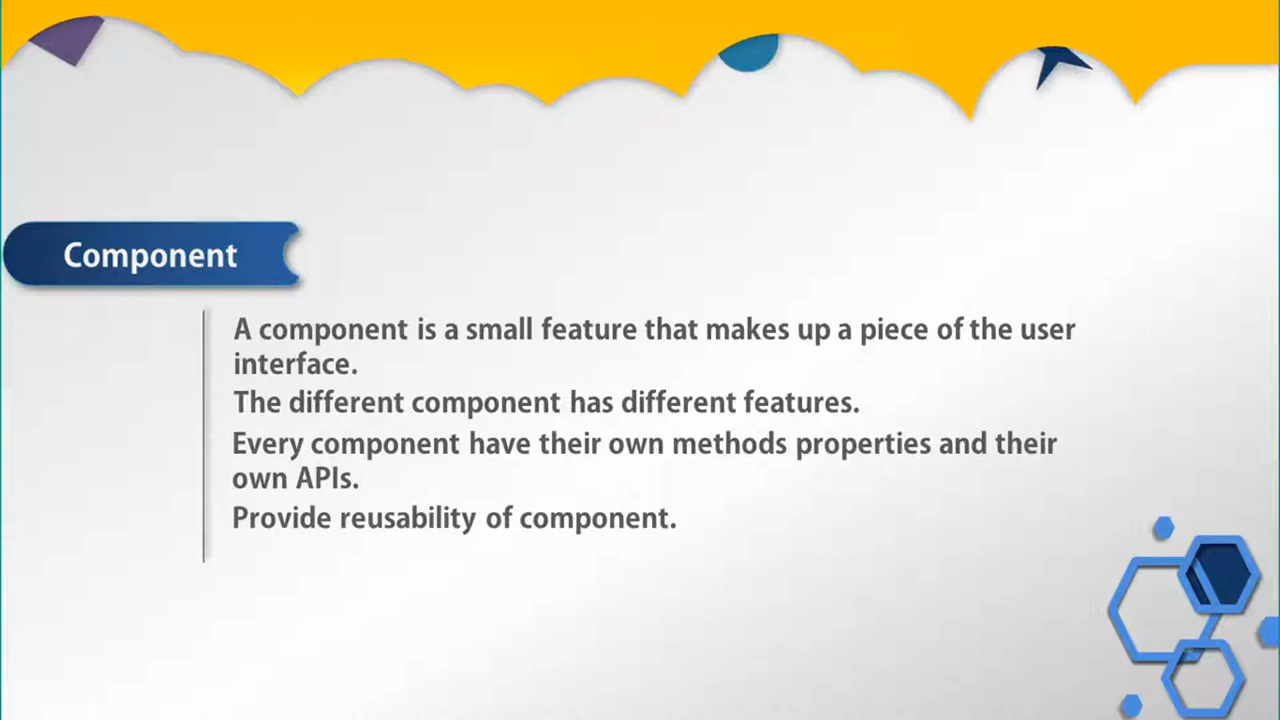 Component
A component is a small feature that makes up a piece of the user
interface.
The different component has different features.
Every component have their own methods properties and their
own APIs.
Provide reusability of component.